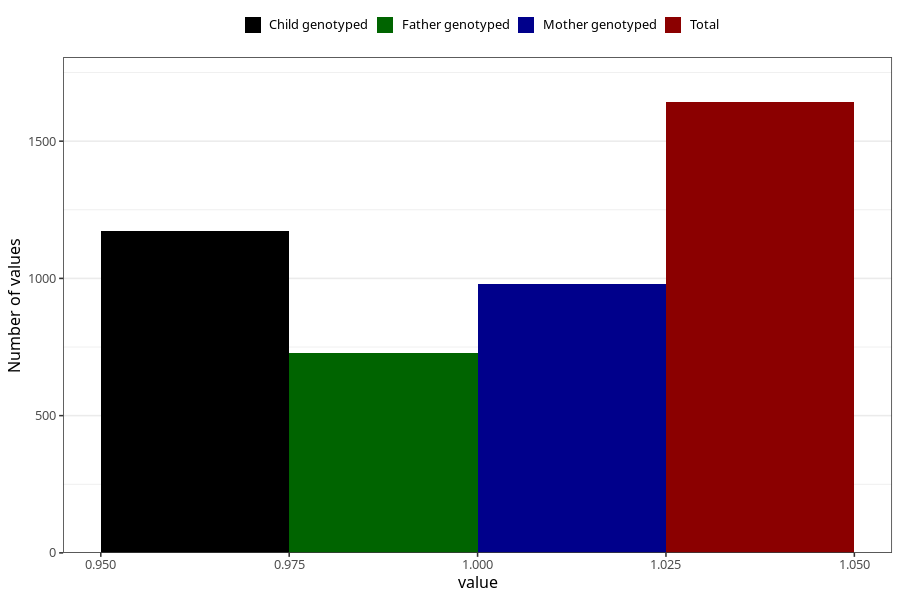 Child genotyped Father genotyped Mother genotyped Total
Number of values
1500
1000
500
0
0.950 0.975 1.000 1.025 1.050
value